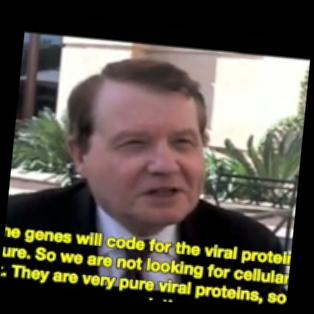 he genes will code for the viral protei
ure. So we are not looking for cellular
. They are very pure viral proteins, so